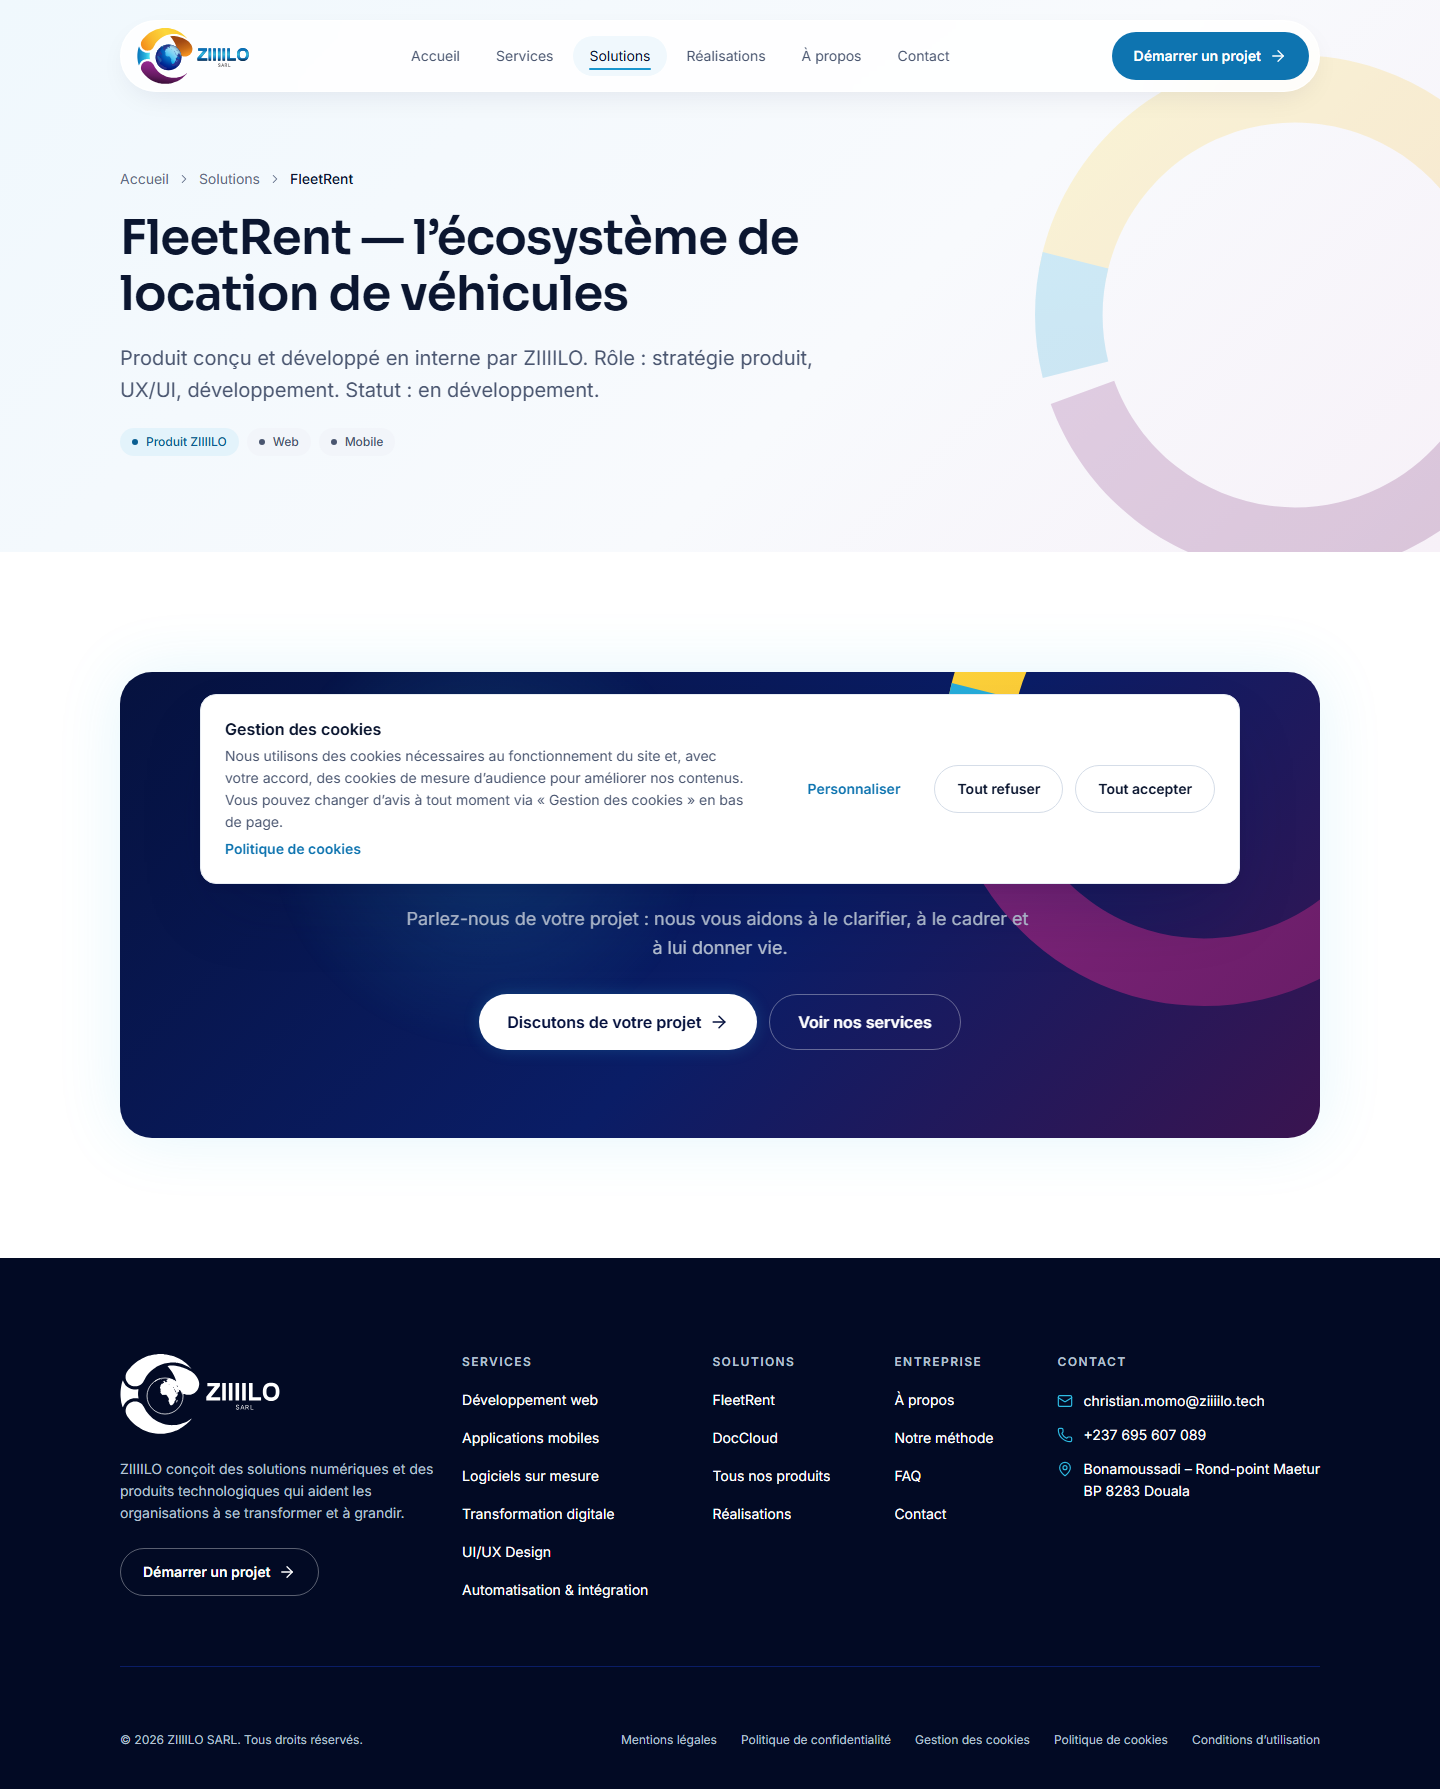 ZIIIILO
SARL
Accueil
Services
Solutions
Réalisations
À propos
Contact
Démarrer un projet
Accueil > Solutions > FleetRent
FleetRent — l’écosystème de
location de véhicules
Produit conçu et développé en interne par ZIIIILO. Rôle : stratégie produit,
UX/UI, développement. Statut : en développement.
Produit ZIIIILO
Web
Mobile
Gestion des cookies
Nous utilisons des cookies nécessaires au fonctionnement du site et, avec
votre accord, des cookies de mesure d’audience pour améliorer nos contenus.
Vous pouvez changer d’avis à tout moment via « Gestion des cookies » en bas
de page.
Politique de cookies
Personnaliser
Tout refuser
Tout accepter
Parlez-nous de votre projet : nous vous aidons à le clarifier, à le cadrer et
à lui donner vie.
Discutons de votre projet
Voir nos services
ZIIIILO
SARL
ZIIIILO conçoit des solutions numériques et des
produits technologiques qui aident les
organisations à se transformer et à grandir.
Démarrer un projet
SERVICES
Développement web
Applications mobiles
Logiciels sur mesure
Transformation digitale
UI/UX Design
Automatisation & intégration
SOLUTIONS
FleetRent
DocCloud
Tous nos produits
Réalisations
ENTREPRISE
À propos
Notre méthode
FAQ
Contact
CONTACT
christian.momo@ziiiilo.tech
+237 695 607 089
Bonamoussadi – Rond-point Maetur
BP 8283 Douala
© 2026 ZIIIILO SARL. Tous droits réservés.
Mentions légales
Politique de confidentialité
Gestion des cookies
Politique de cookies
Conditions d’utilisation